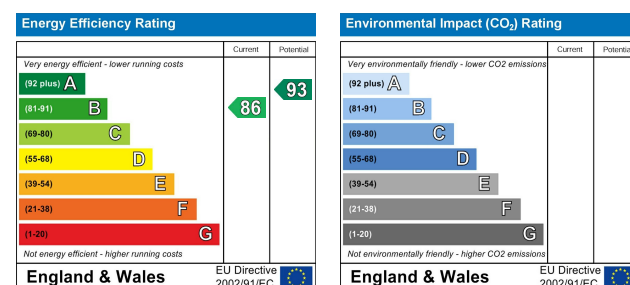 Energy Efficiency Rating
Current Potential
Very energy efficient - lower running costs
(92 plus) A
93
(81-91) B
86
(69-80) C
(55-68) D
(39-54) E
(21-38) F
(1-20) G
Not energy efficient - higher running costs
England & Wales
EU Directive
2002/91/EC
Environmental Impact (CO₂) Rating
Current Potential
Very environmentally friendly - lower CO2 emissions
(92 plus) A
(81-91) B
(69-80) C
(55-68) D
(39-54) E
(21-38) F
(1-20) G
Not environmentally friendly - higher CO2 emissions
England & Wales
EU Directive
2002/91/EC